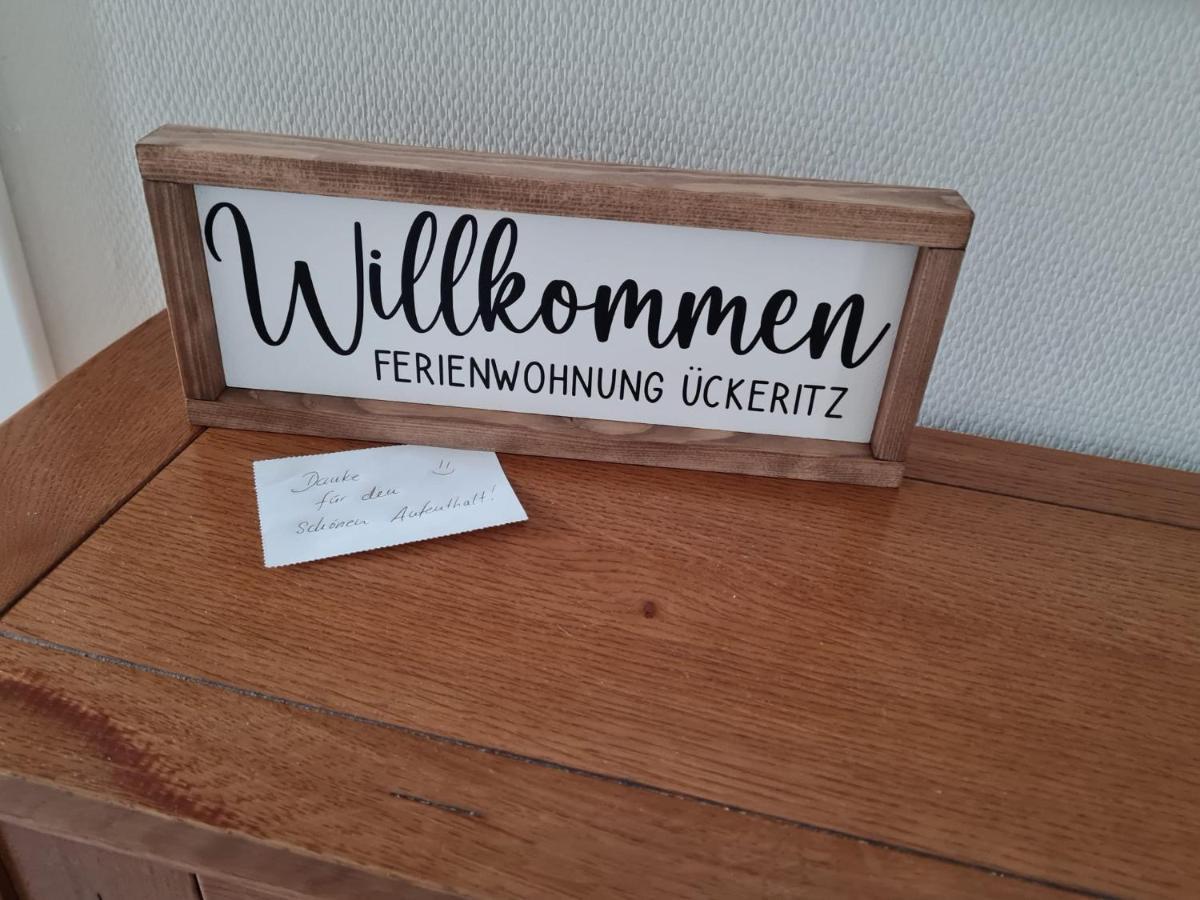 Willkommen
FERIENWOHNUNG ÜCKERITZ
Danke
für den
schönen Aufenthalt!